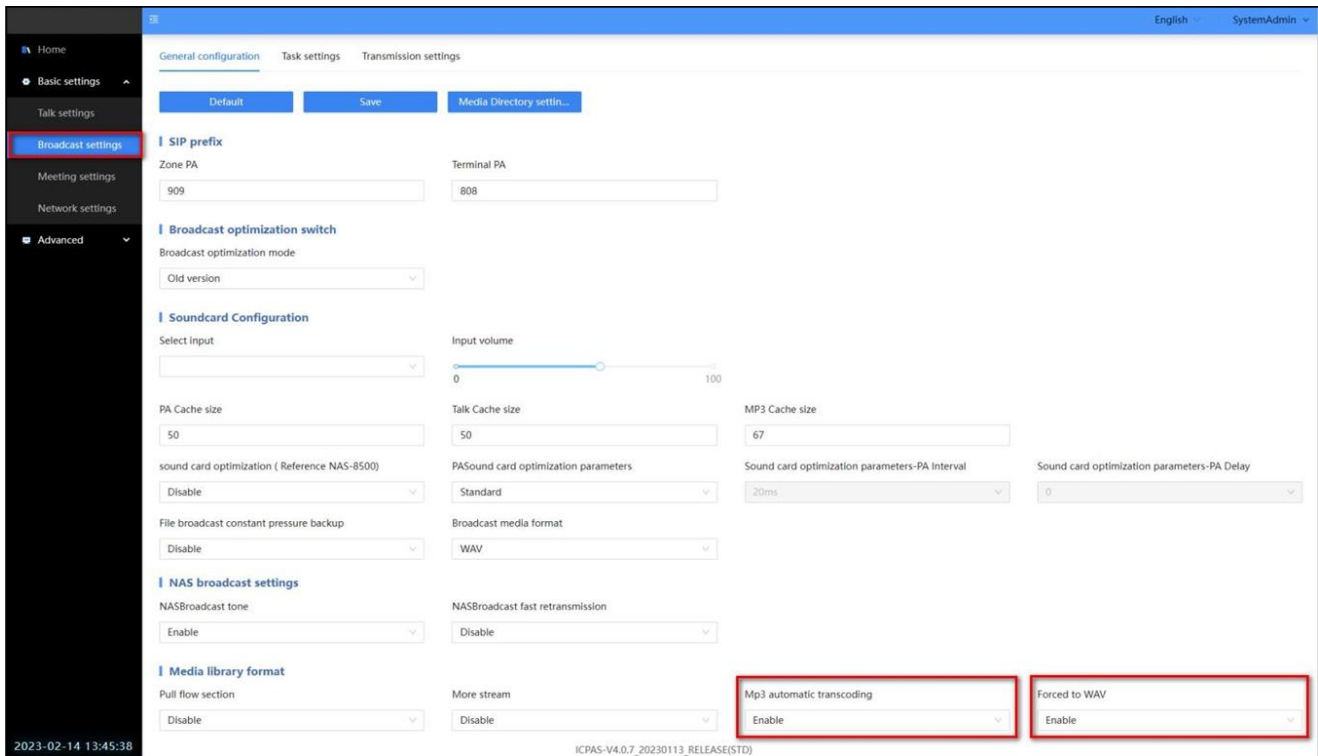 English SystemAdmin
Home
Basic settings
Talk settings
Broadcast settings
Meeting settings
Network settings
Advanced
2023-02-14 13:45:38
General configuration Task settings Transmission settings
Default Save Media Directory settin...
SIP prefix
Zone PA Terminal PA
909 808
Broadcast optimization switch
Broadcast optimization mode
Old version
Soundcard Configuration
Select input Input volume
0 100
PA Cache size Talk Cache size MP3 Cache size
50 50 67
sound card optimization ( Reference NAS-8500) PASound card optimization parameters Sound card optimization parameters-PA Interval Sound card optimization parameters-PA Delay
Disable Standard 20ms 0
File broadcast constant pressure backup Broadcast media format
Disable WAV
NAS broadcast settings
NASBroadcast tone NASBroadcast fast retransmission
Enable Disable
Media library format
Pull flow section More stream Mp3 automatic transcoding Forced to WAV
Disable Disable Enable Enable
ICPAS-V4.0.7_20230113_RELEASE(STD)